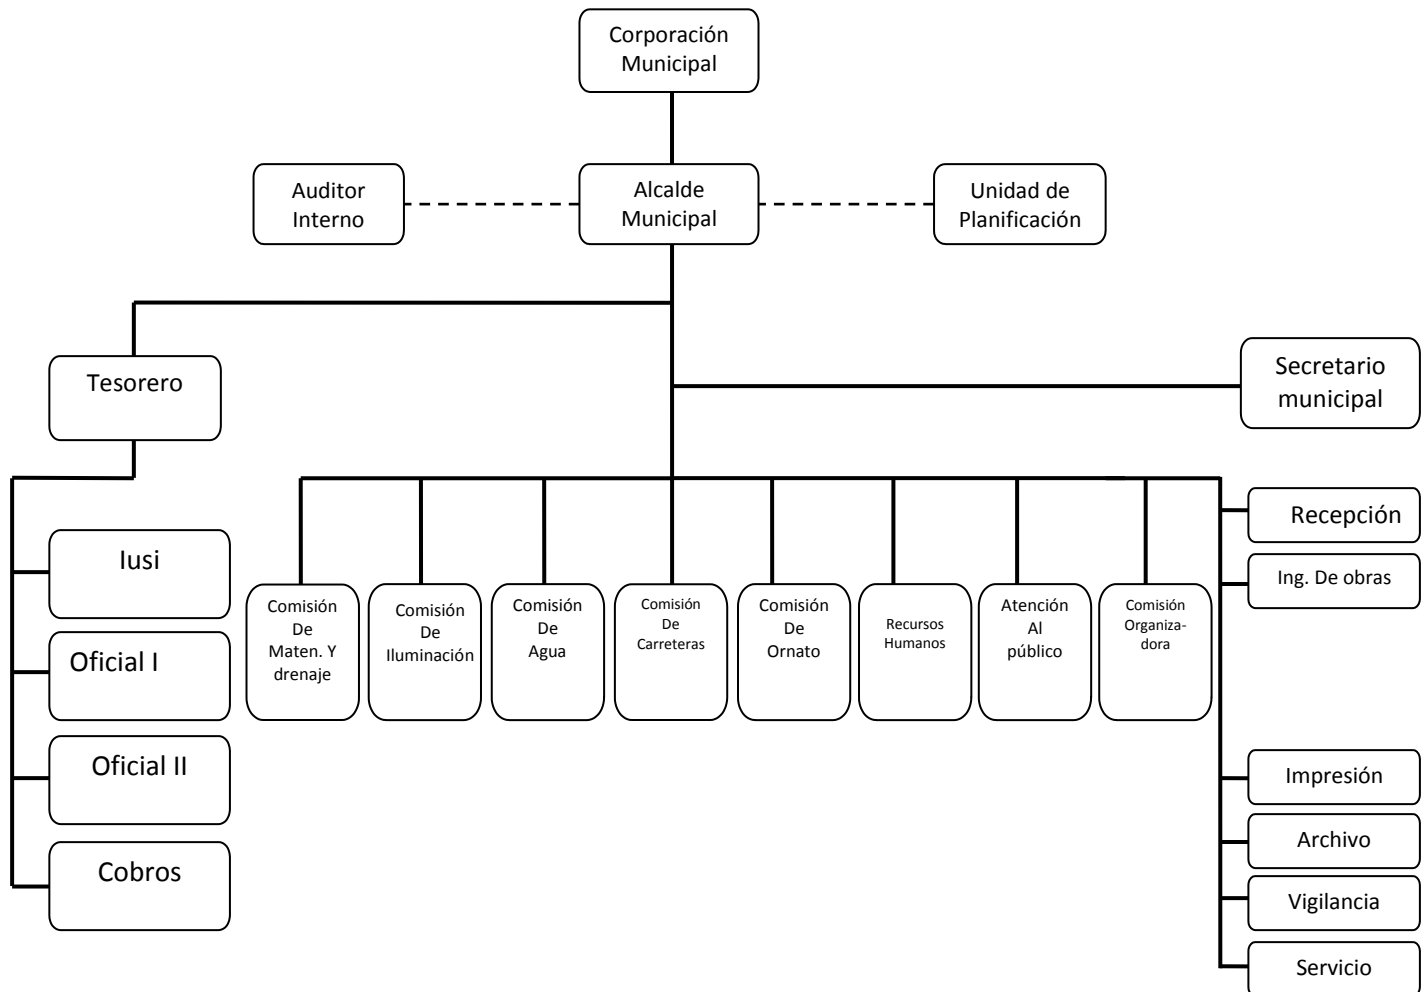 Corporación
Municipal
Auditor
Interno
Alcalde
Municipal
Unidad de
Planificación
Tesorero
Secretario
municipal
Iusi
Oficial I
Oficial II
Cobros
Comisión
De
Maten. Y
drenaje
Comisión
De
Iluminación
Comisión
De
Agua
Comisión
De
Carreteras
Comisión
De
Ornato
Recursos
Humanos
Atención
Al
público
Comisión
Organiza-
dora
Recepción
Ing. De obras
Impresión
Archivo
Vigilancia
Servicio